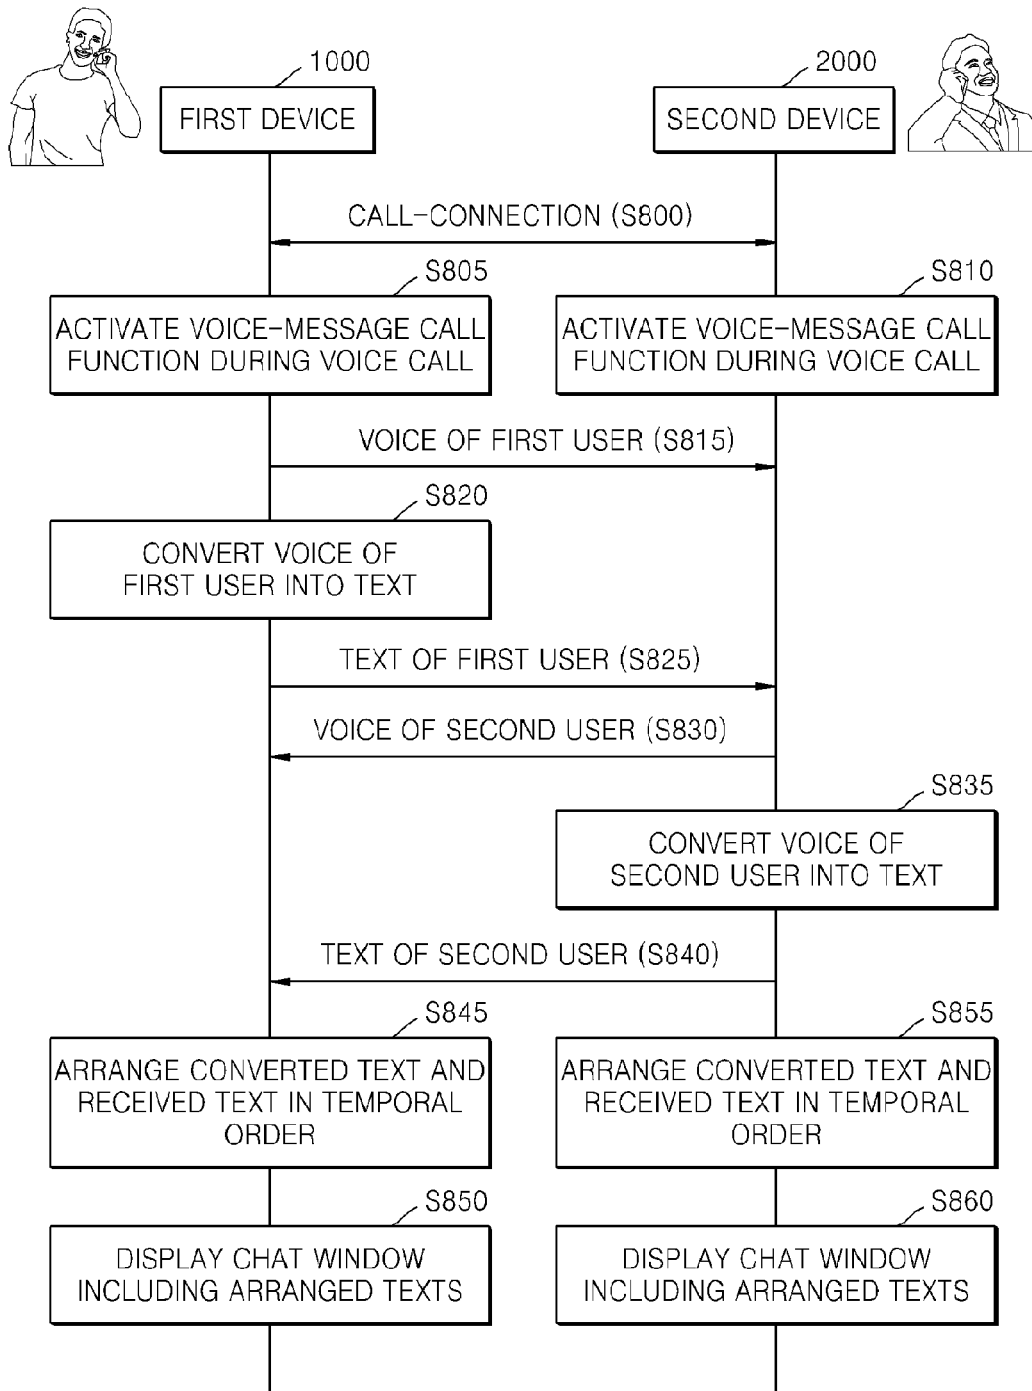 1000
2000
FIRST DEVICE
SECOND DEVICE
CALL-CONNECTION (S800)
S805
S810
ACTIVATE VOICE-MESSAGE CALL
FUNCTION DURING VOICE CALL
ACTIVATE VOICE-MESSAGE CALL
FUNCTION DURING VOICE CALL
VOICE OF FIRST USER (S815)
S820
CONVERT VOICE OF
FIRST USER INTO TEXT
TEXT OF FIRST USER (S825)
VOICE OF SECOND USER (S830)
S835
CONVERT VOICE OF
SECOND USER INTO TEXT
TEXT OF SECOND USER (S840)
S845
S855
ARRANGE CONVERTED TEXT AND
RECEIVED TEXT IN TEMPORAL
ORDER
ARRANGE CONVERTED TEXT AND
RECEIVED TEXT IN TEMPORAL
ORDER
S850
S860
DISPLAY CHAT WINDOW
INCLUDING ARRANGED TEXTS
DISPLAY CHAT WINDOW
INCLUDING ARRANGED TEXTS